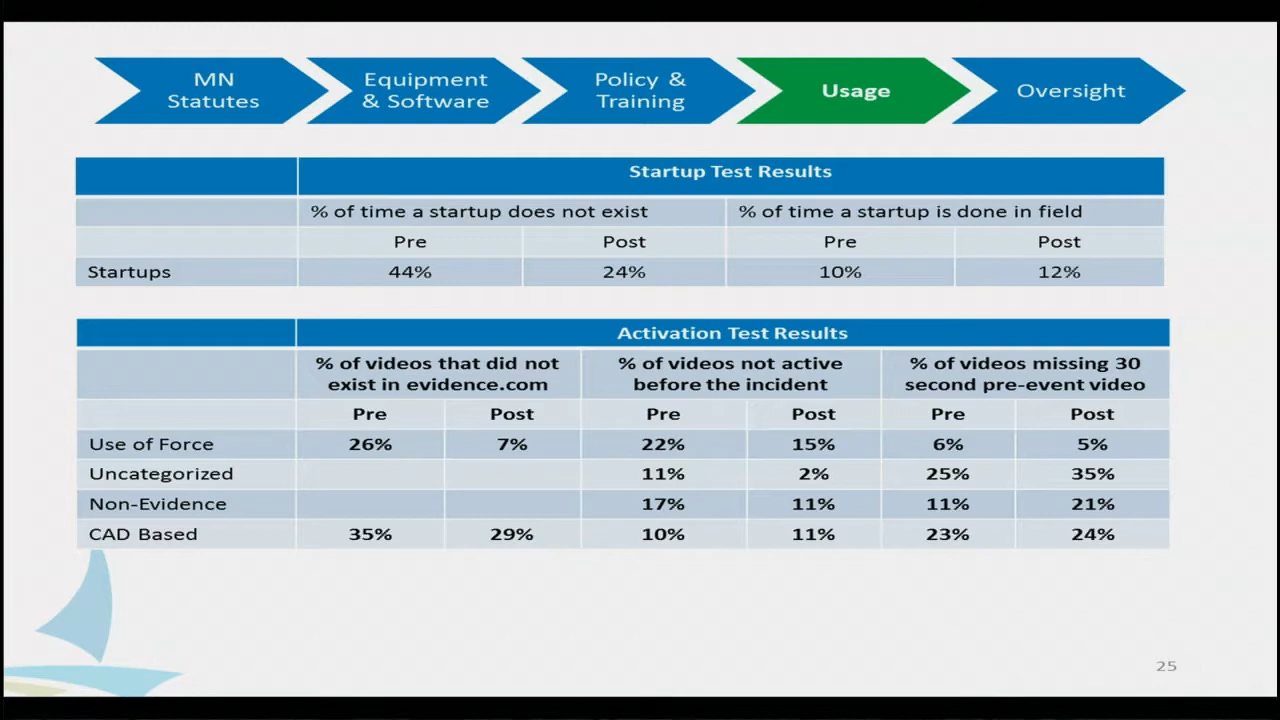 MN
Statutes
Equipment
& Software
Policy &
Training
Usage
Oversight
Startup Test Results
% of time a startup does not exist
% of time a startup is done in field
Pre Post Pre Post
Startups 44% 24% 10% 12%
Activation Test Results
% of videos that did not
exist in evidence.com
% of videos not active
before the incident
% of videos missing 30
second pre-event video
Pre Post Pre Post Pre Post
Use of Force 26% 7% 22% 15% 6% 5%
Uncategorized 11% 2% 25% 35%
Non-Evidence 17% 11% 11% 21%
CAD Based 35% 29% 10% 11% 23% 24%
25